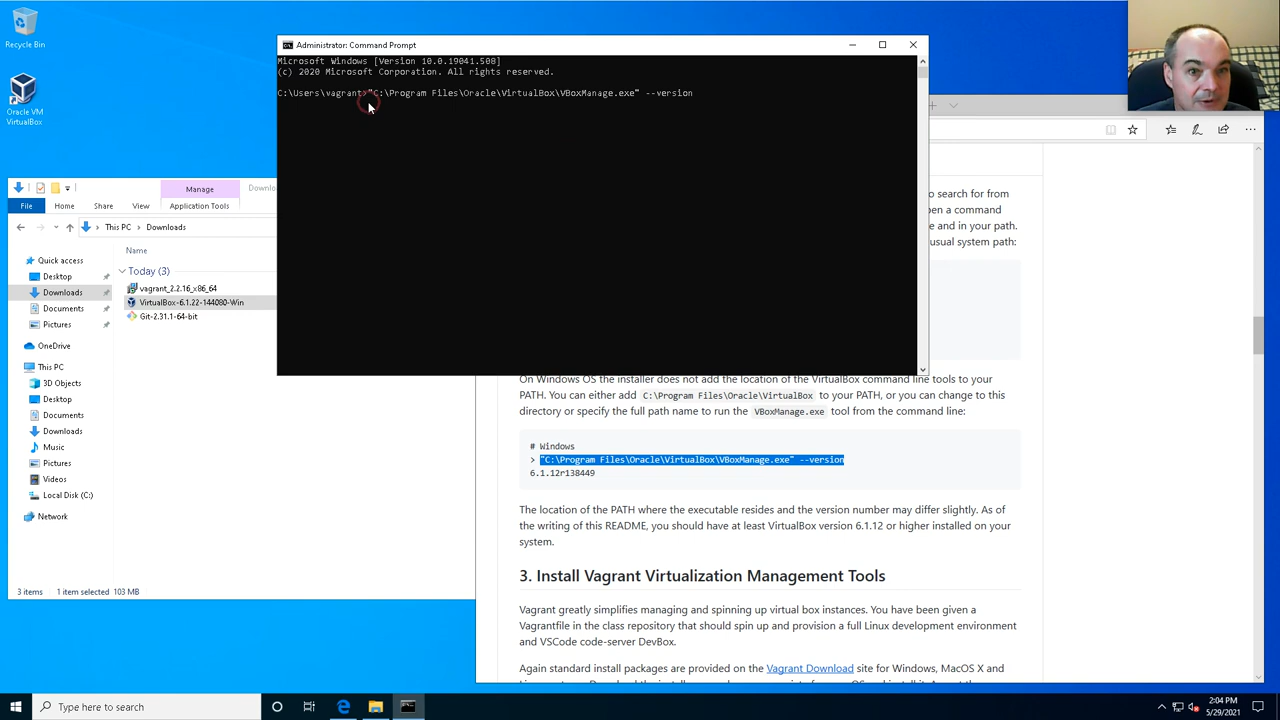 Recycle Bin
Oracle VM
VirtualBox
Administrator: Command Prompt
Microsoft Windows [Version 10.0.19041.508]
(c) 2020 Microsoft Corporation. All rights reserved.
C:\Users\vagrant>"C:\Program Files\Oracle\VirtualBox\VBoxManage.exe" --version
Manage
Downlo
File
Home
Share
View
Application Tools
This PC
Downloads
Name
Quick access
Desktop
Downloads
Documents
Pictures
OneDrive
This PC
3D Objects
Desktop
Documents
Downloads
Music
Pictures
Videos
Local Disk (C:)
Network
Today (3)
vagrant_2.2.16_x86_64
VirtualBox-6.1.22-144080-Win
Git-2.31.1-64-bit
3 items
1 item selected 103 MB
o search for from
pen a command
e and in your path.
usual system path:
On Windows OS the installer does not add the location of the VirtualBox command line tools to your
PATH. You can either add C:\Program Files\Oracle\VirtualBox to your PATH, or you can change to this
directory or specify the full path name to run the VBoxManage.exe tool from the command line:
# Windows
> "C:\Program Files\Oracle\VirtualBox\VBoxManage.exe" --version
6.1.12r138449
The location of the PATH where the executable resides and the version number may differ slightly. As of
the writing of this README, you should have at least VirtualBox version 6.1.12 or higher installed on your
system.
3. Install Vagrant Virtualization Management Tools
Vagrant greatly simplifies managing and spinning up virtual box instances. You have been given a
Vagrantfile in the class repository that should spin up and provision a full Linux development environment
and VSCode code-server DevBox.
Again standard install packages are provided on the Vagrant Download site for Windows, MacOS X and
Type here to search
2:04 PM
5/29/2021